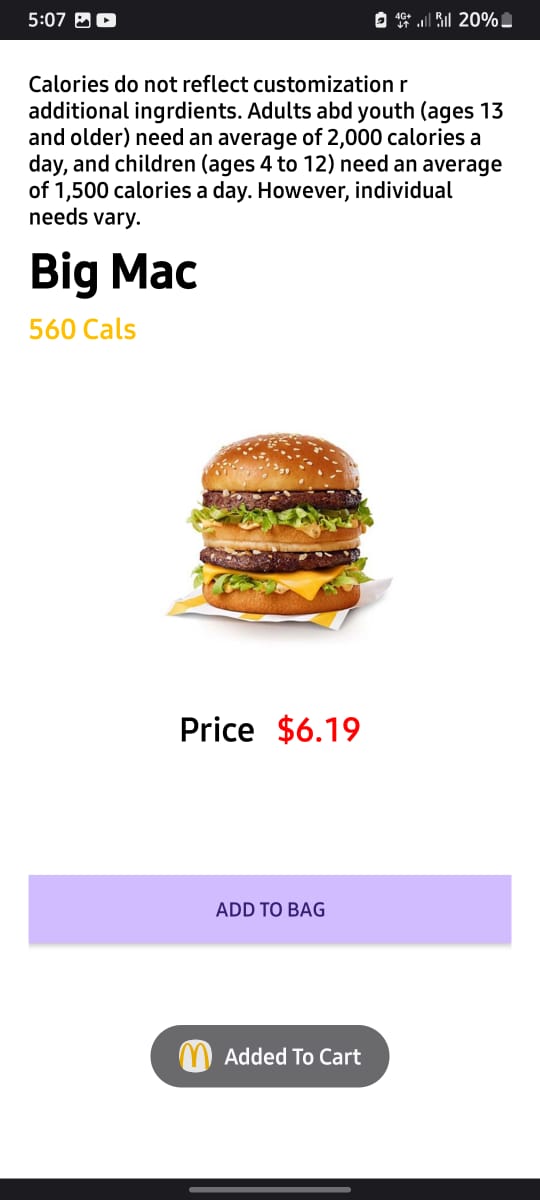 5:07
4G+ R 20%
Calories do not reflect customization r
additional ingrdients. Adults abd youth (ages 13
and older) need an average of 2,000 calories a
day, and children (ages 4 to 12) need an average
of 1,500 calories a day. However, individual
needs vary.
Big Mac
560 Cals
Price $6.19
ADD TO BAG
Added To Cart